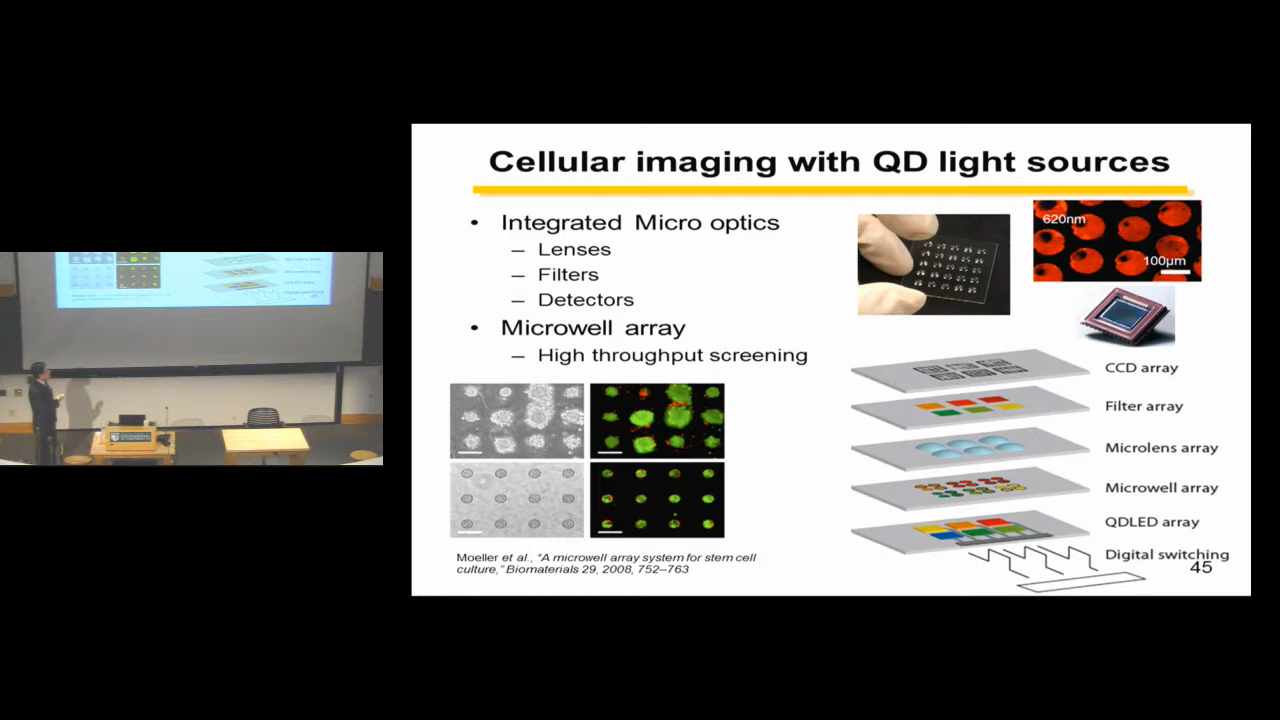 Cellular imaging with QD light sources
• Integrated Micro optics
– Lenses
– Filters
– Detectors
• Microwell array
– High throughput screening
620nm
100µm
CCD array
Filter array
Microlens array
Microwell array
QDLED array
Digital switching
Moeller et al., “A microwell array system for stem cell
culture,” Biomaterials 29, 2008, 752–763
45